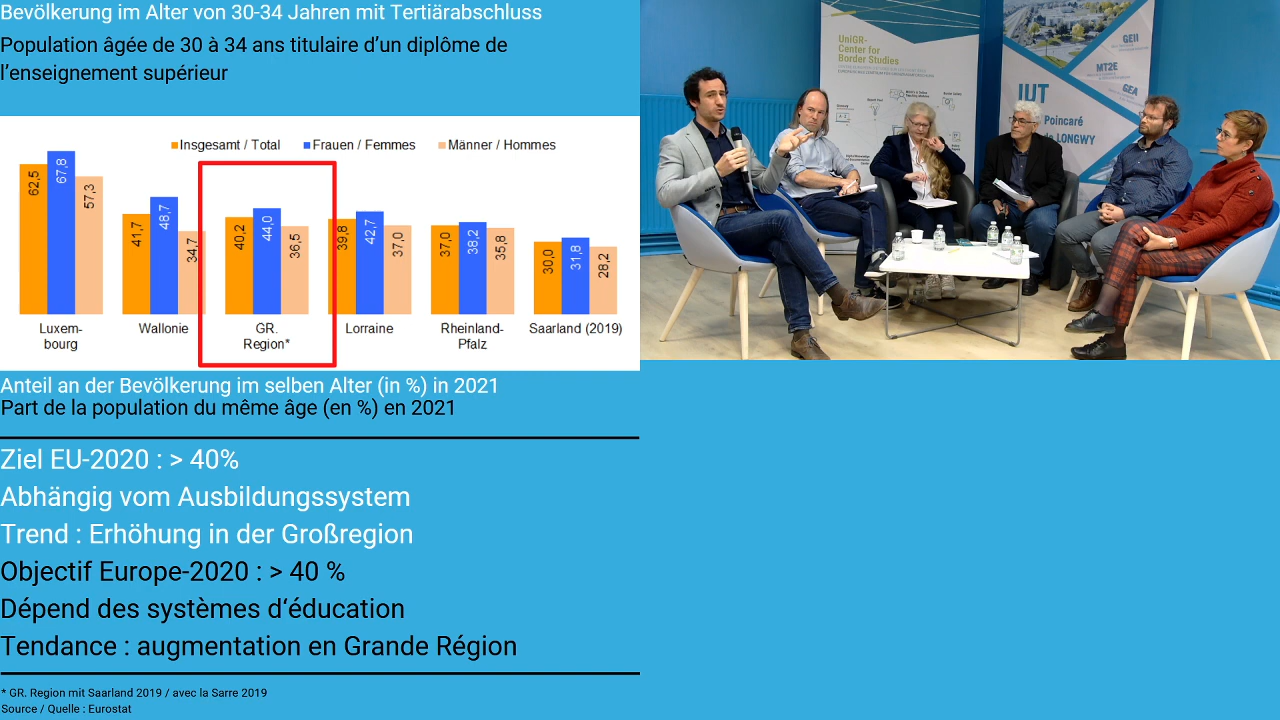 Bevölkerung im Alter von 30-34 Jahren mit Tertiärabschluss
Population âgée de 30 à 34 ans titulaire d’un diplôme de
l’enseignement supérieur
Insgesamt / Total Frauen / Femmes Männer / Hommes
62,5 67,8 57,3
41,7 48,7 34,7
40,2 44,0 36,5
39,8 42,7 37,0
37,0 38,2 35,8
30,0 31,8 28,2
Luxem-
bourg
Wallonie
GR.
Region*
Lorraine
Rheinland-
Pfalz
Saarland (2019)
Anteil an der Bevölkerung im selben Alter (in %) in 2021
Part de la population du même âge (en %) en 2021
Ziel EU-2020 : > 40%
Abhängig vom Ausbildungssystem
Trend : Erhöhung in der Großregion
Objectif Europe-2020 : > 40 %
Dépend des systèmes d‘éducation
Tendance : augmentation en Grande Région
* GR. Region mit Saarland 2019 / avec la Sarre 2019
Source / Quelle : Eurostat
UniGR-
Center for
Border Studies
GEII
MT2E
GEA
IUT
Poincaré
LONGWY